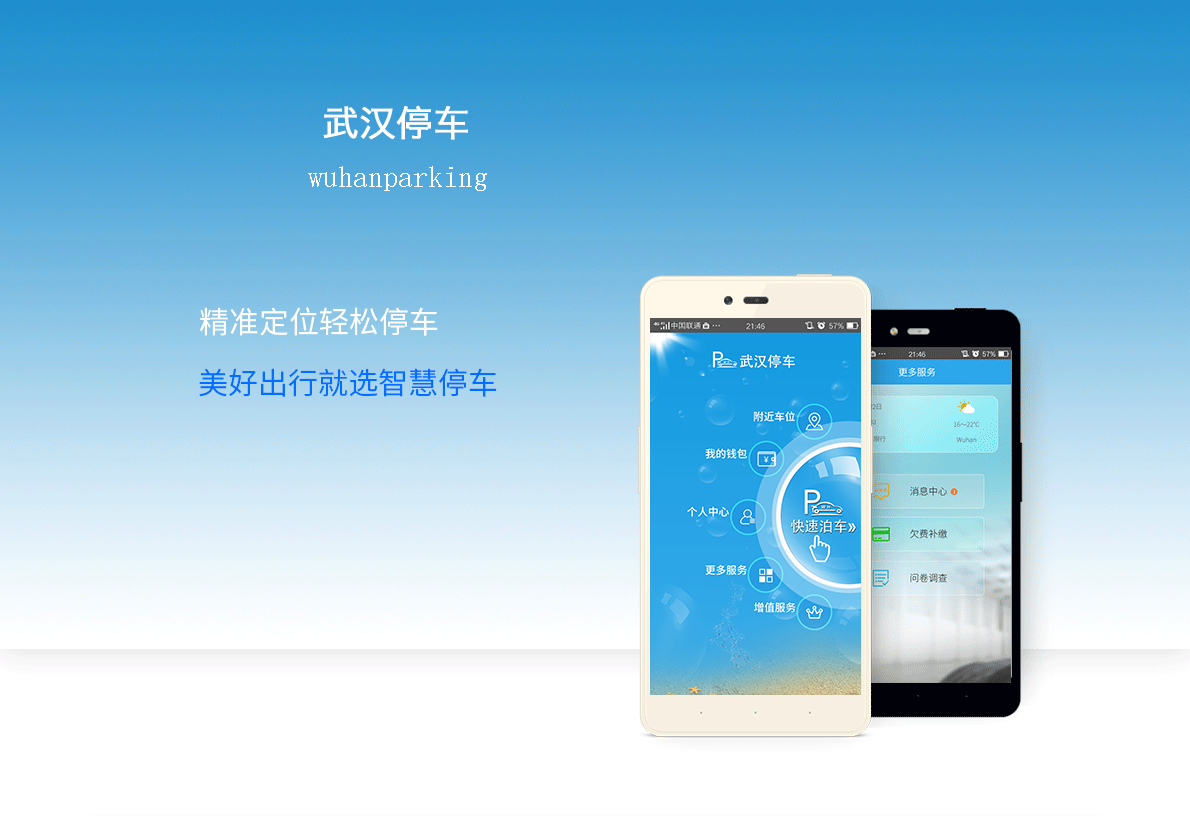 武汉停车
wuhanparking
精准定位轻松停车
美好出行就选智慧停车
中国联通 21:46 57%
武汉停车
附近车位
我的钱包
个人中心
快速泊车
更多服务
增值服务
21:46 57%
更多服务
16~22℃
Wuhan
消息中心
欠费补缴
问卷调查